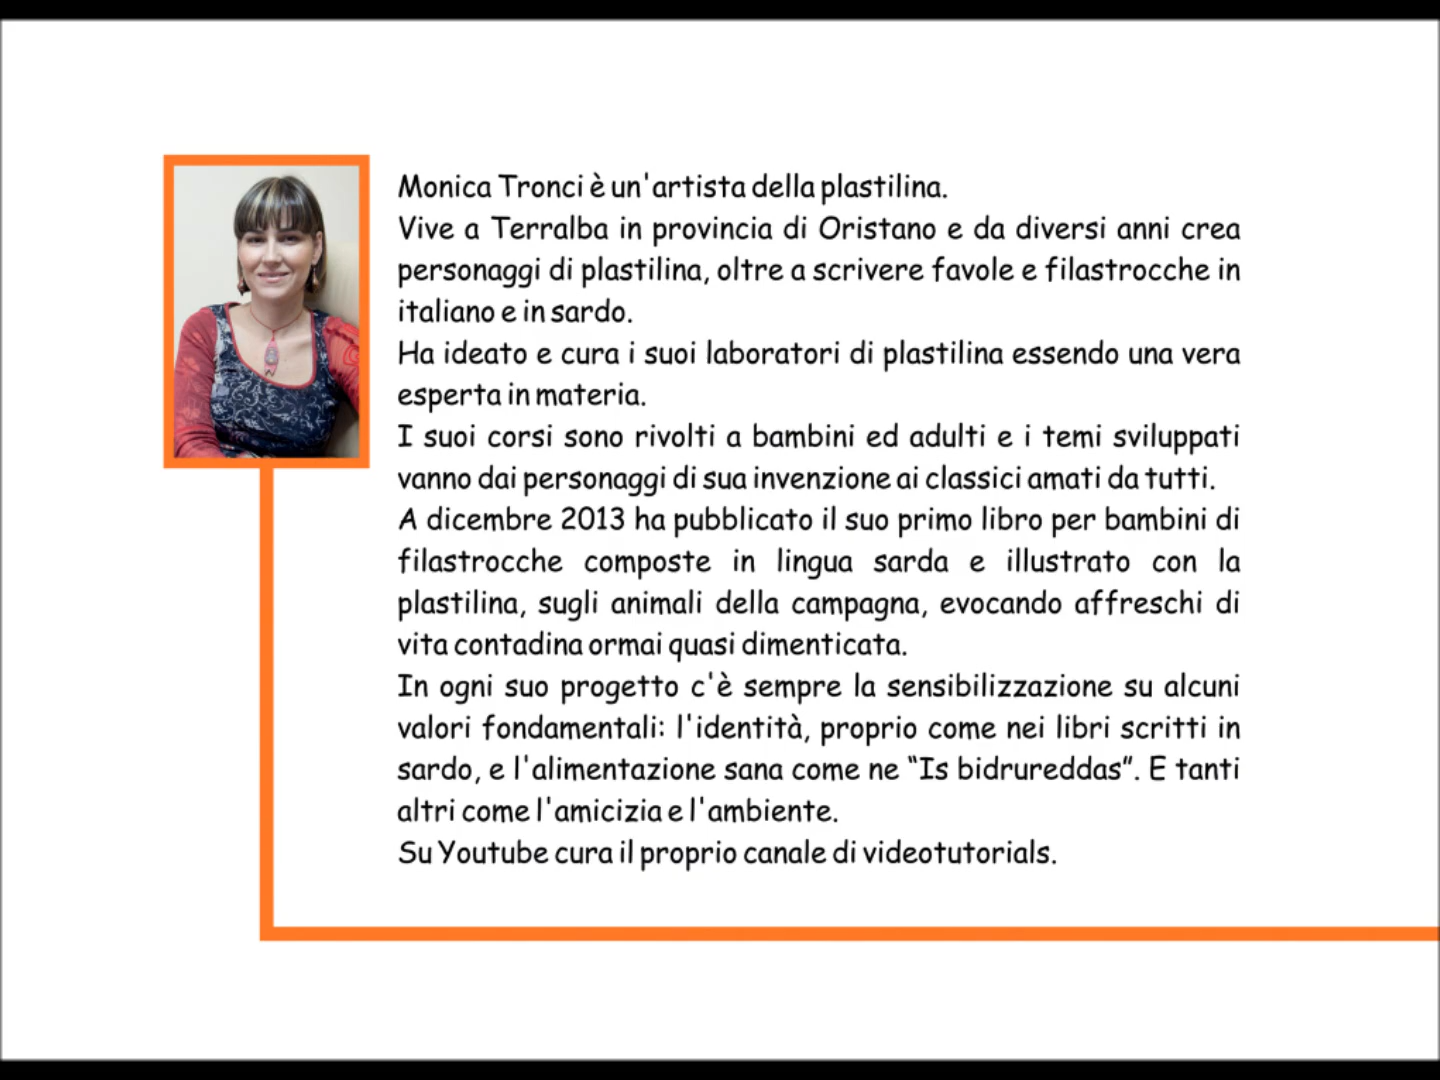 Monica Tronci è un'artista della plastilina.
Vive a Terralba in provincia di Oristano e da diversi anni crea
personaggi di plastilina, oltre a scrivere favole e filastrocche in
italiano e in sardo.
Ha ideato e cura i suoi laboratori di plastilina essendo una vera
esperta in materia.
I suoi corsi sono rivolti a bambini ed adulti e i temi sviluppati
vanno dai personaggi di sua invenzione ai classici amati da tutti.
A dicembre 2013 ha pubblicato il suo primo libro per bambini di
filastrocche composte in lingua sarda e illustrato con la
plastilina, sugli animali della campagna, evocando affreschi di
vita contadina ormai quasi dimenticata.
In ogni suo progetto c'è sempre la sensibilizzazione su alcuni
valori fondamentali: l'identità, proprio come nei libri scritti in
sardo, e l'alimentazione sana come ne “Is bidrureddas”. E tanti
altri come l'amicizia e l'ambiente.
Su Youtube cura il proprio canale di videotutorials.